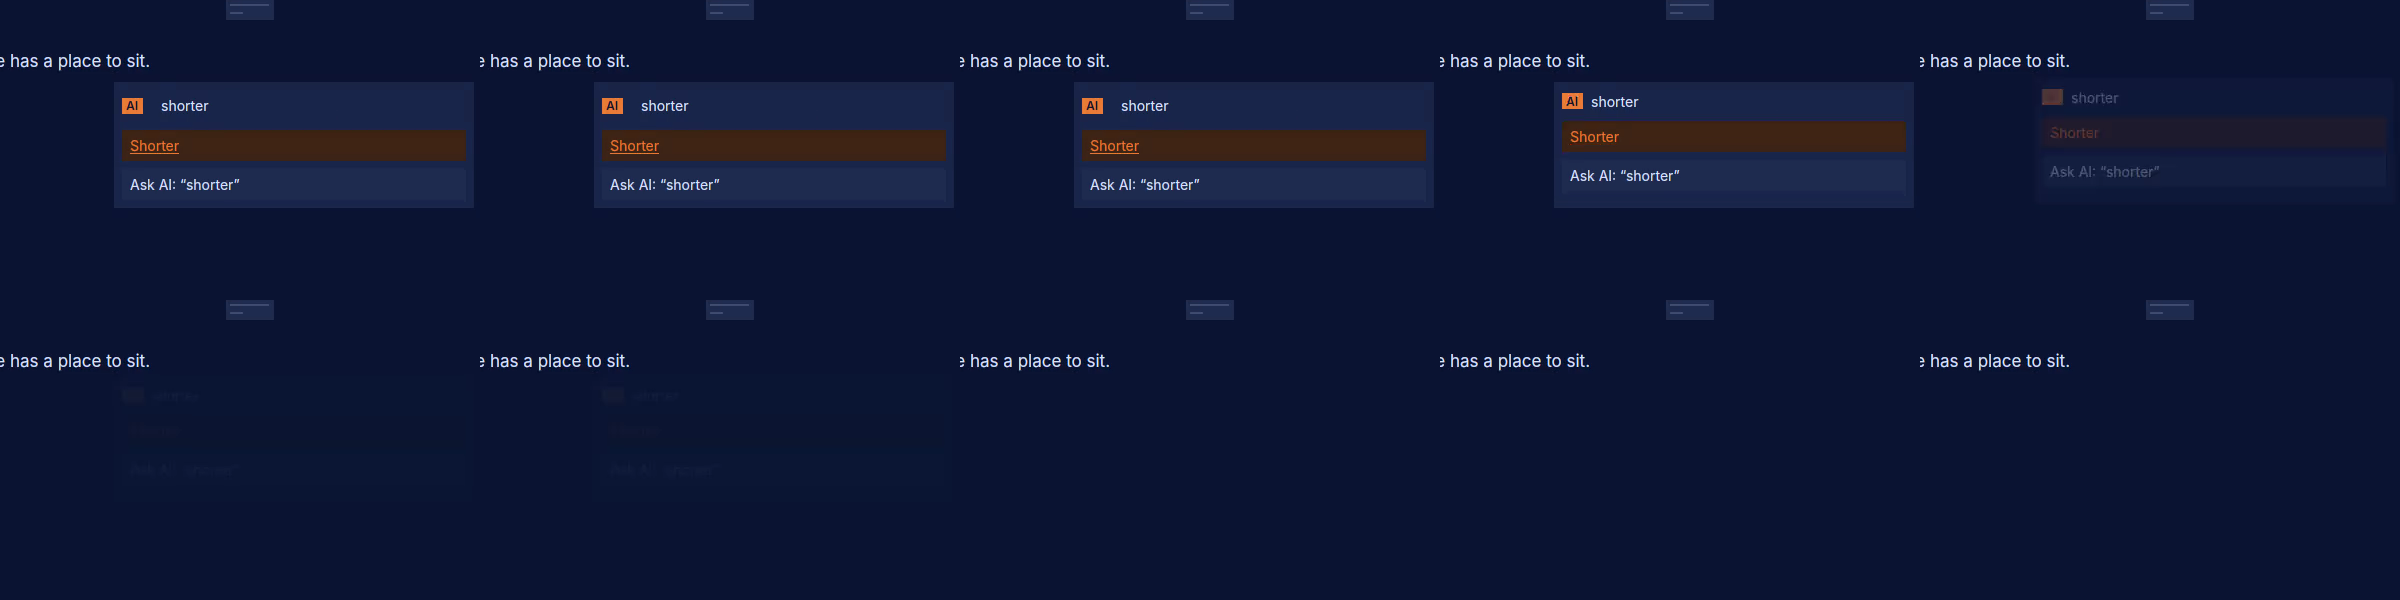 e has a place to sit.
AI shorter
Shorter
Ask AI: “shorter”
e has a place to sit.
AI shorter
Shorter
Ask AI: “shorter”
e has a place to sit.
AI shorter
Shorter
Ask AI: “shorter”
e has a place to sit.
AI shorter
Shorter
Ask AI: “shorter”
e has a place to sit.
shorter
Shorter
Ask AI: “shorter”
e has a place to sit.
e has a place to sit.
e has a place to sit.
e has a place to sit.
e has a place to sit.